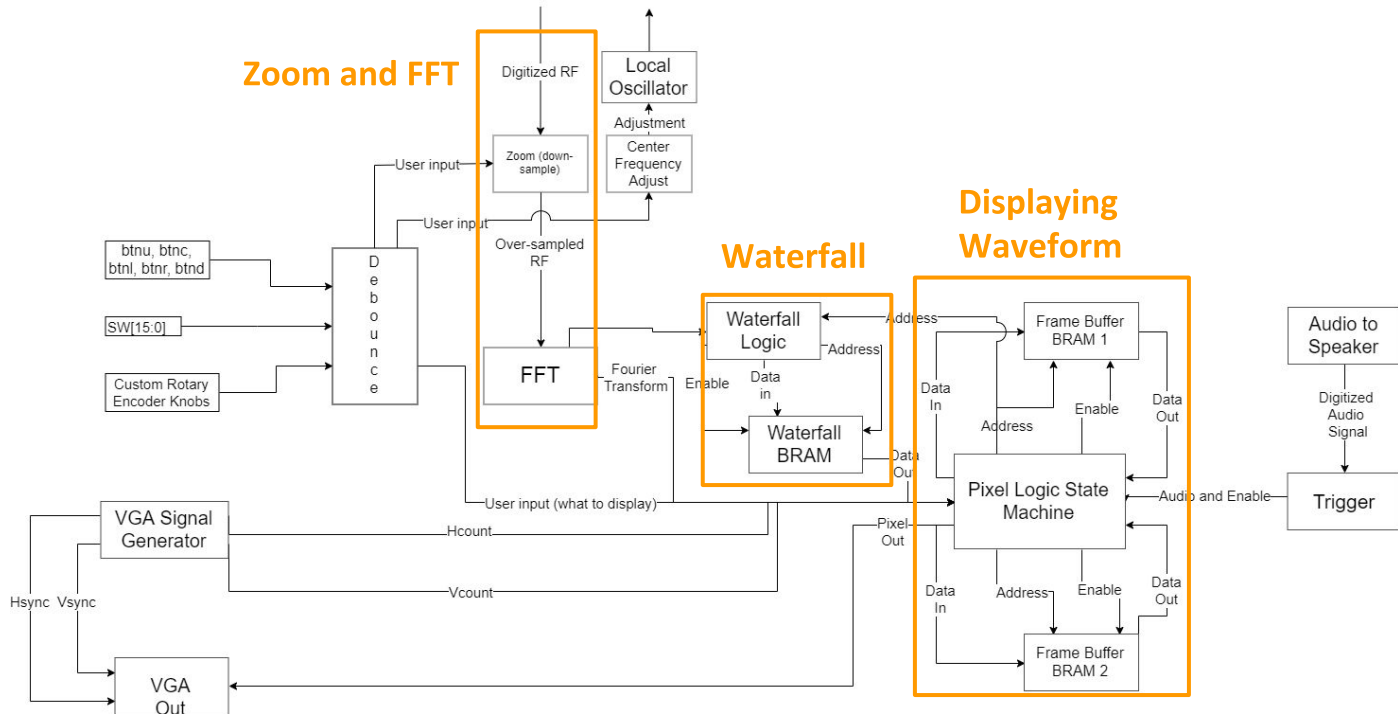 Zoom and FFT
Digitized RF
Local
Oscillator
Adjustment
Zoom (down-
sample)
Center
Frequency
Adjust
User input
User input
Over-sampled
RF
btnu, btnc,
btnl, btnr, btnd
SW[15:0]
Custom Rotary
Encoder Knobs
D
e
b
o
u
n
c
e
FFT
Fourier
Transform
Waterfall
Waterfall
Logic
Address
Address
Enable
Data
in
Waterfall
BRAM
Data
Out
Displaying
Waveform
Frame Buffer
BRAM 1
Data
In
Address
Enable
Data
Out
Pixel Logic State
Machine
Audio to
Speaker
Digitized
Audio
Signal
Audio and Enable
Trigger
User input (what to display)
VGA Signal
Generator
Hcount
Vcount
Pixel
Out
Hsync
Vsync
Data
In
Address
Enable
Data
Out
Frame Buffer
BRAM 2
VGA
Out